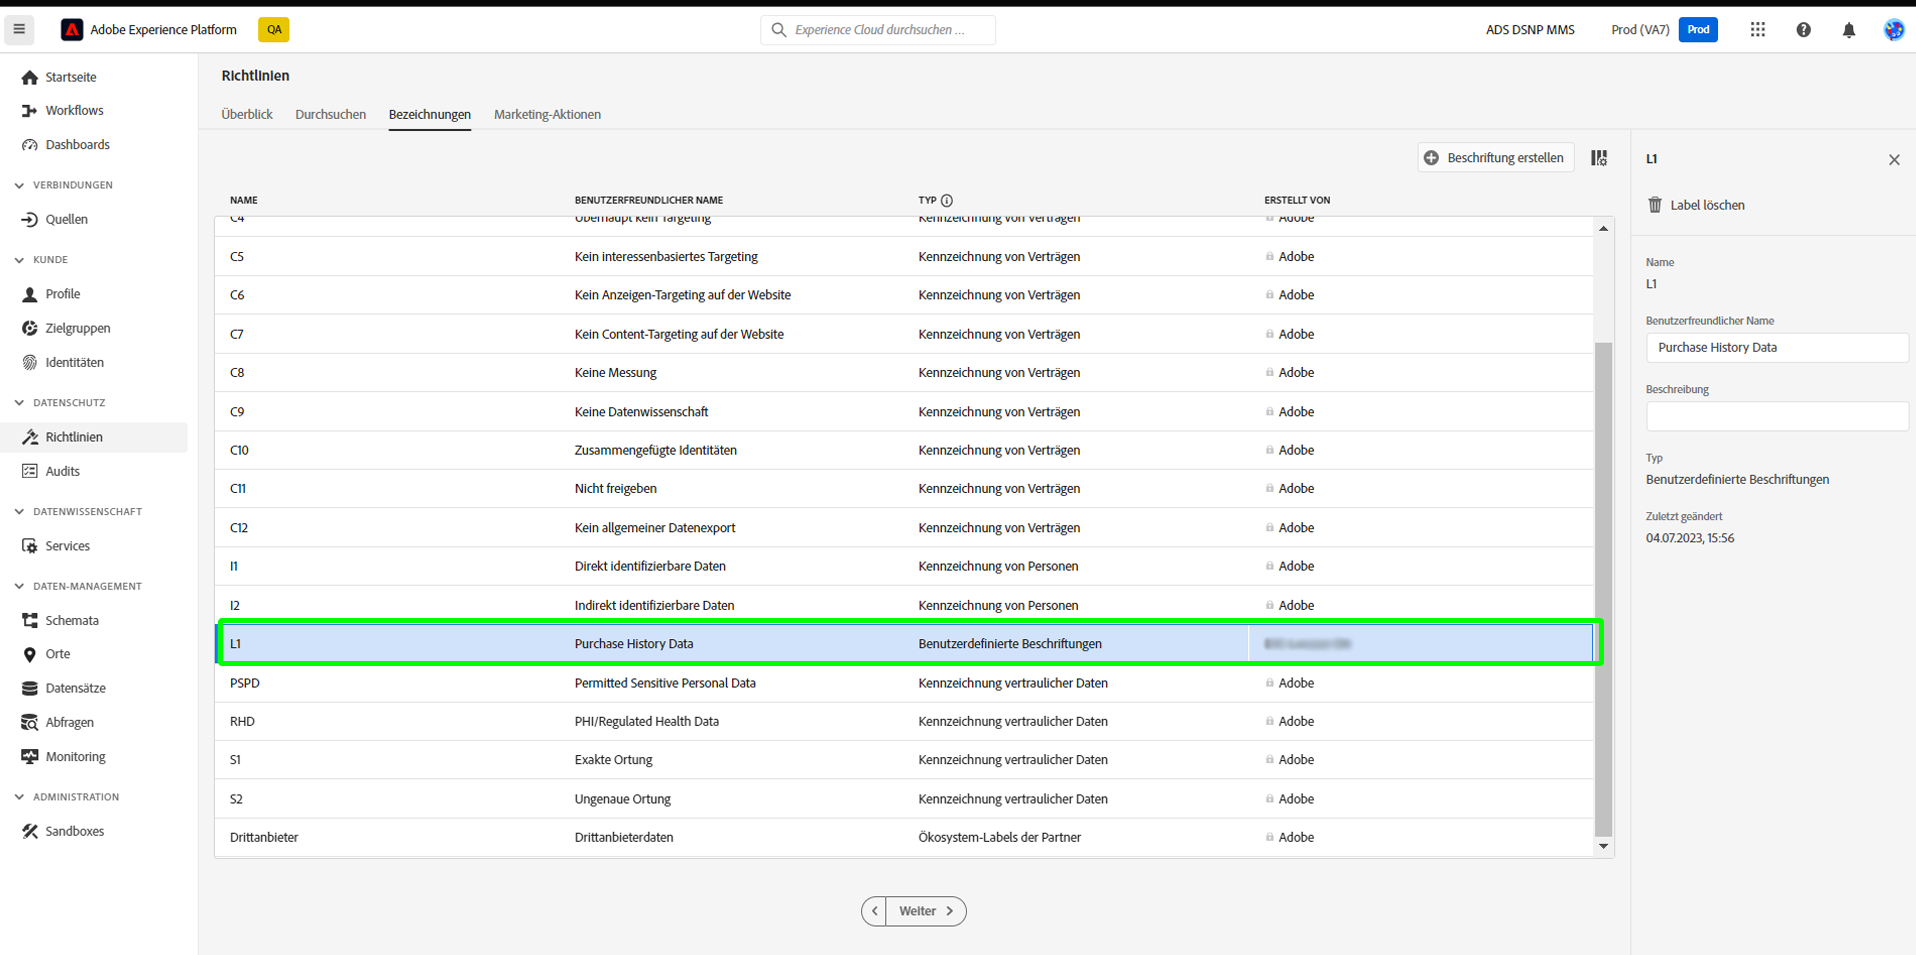 Adobe Experience Platform
QA
Experience Cloud durchsuchen ...
ADS DSNP MMS
Prod (VA7)
Prod
Startseite
Workflows
Dashboards
VERBINDUNGEN
Quellen
KUNDE
Profile
Zielgruppen
Identitäten
DATENSCHUTZ
Richtlinien
Audits
DATENWISSENSCHAFT
Services
DATEN-MANAGEMENT
Schemata
Orte
Datensätze
Abfragen
Monitoring
ADMINISTRATION
Sandboxes
Richtlinien
Überblick Durchsuchen Bezeichnungen Marketing-Aktionen
Beschriftung erstellen
NAME BENUTZERFREUNDLICHER NAME TYP ERSTELLT VON
C4 Überhaupt kein Targeting Kennzeichnung von Verträgen Adobe
C5 Kein interessenbasiertes Targeting Kennzeichnung von Verträgen Adobe
C6 Kein Anzeigen-Targeting auf der Website Kennzeichnung von Verträgen Adobe
C7 Kein Content-Targeting auf der Website Kennzeichnung von Verträgen Adobe
C8 Keine Messung Kennzeichnung von Verträgen Adobe
C9 Keine Datenwissenschaft Kennzeichnung von Verträgen Adobe
C10 Zusammengefügte Identitäten Kennzeichnung von Verträgen Adobe
C11 Nicht freigeben Kennzeichnung von Verträgen Adobe
C12 Kein allgemeiner Datenexport Kennzeichnung von Verträgen Adobe
I1 Direkt identifizierbare Daten Kennzeichnung von Personen Adobe
I2 Indirekt identifizierbare Daten Kennzeichnung von Personen Adobe
L1 Purchase History Data Benutzerdefinierte Beschriftungen
PSPD Permitted Sensitive Personal Data Kennzeichnung vertraulicher Daten Adobe
RHD PHI/Regulated Health Data Kennzeichnung vertraulicher Daten Adobe
S1 Exakte Ortung Kennzeichnung vertraulicher Daten Adobe
S2 Ungenaue Ortung Kennzeichnung vertraulicher Daten Adobe
Drittanbieter Drittanbieterdaten Ökosystem-Labels der Partner Adobe
Weiter
L1
Label löschen
Name
L1
Benutzerfreundlicher Name
Purchase History Data
Beschreibung
Typ
Benutzerdefinierte Beschriftungen
Zuletzt geändert
04.07.2023, 15:56